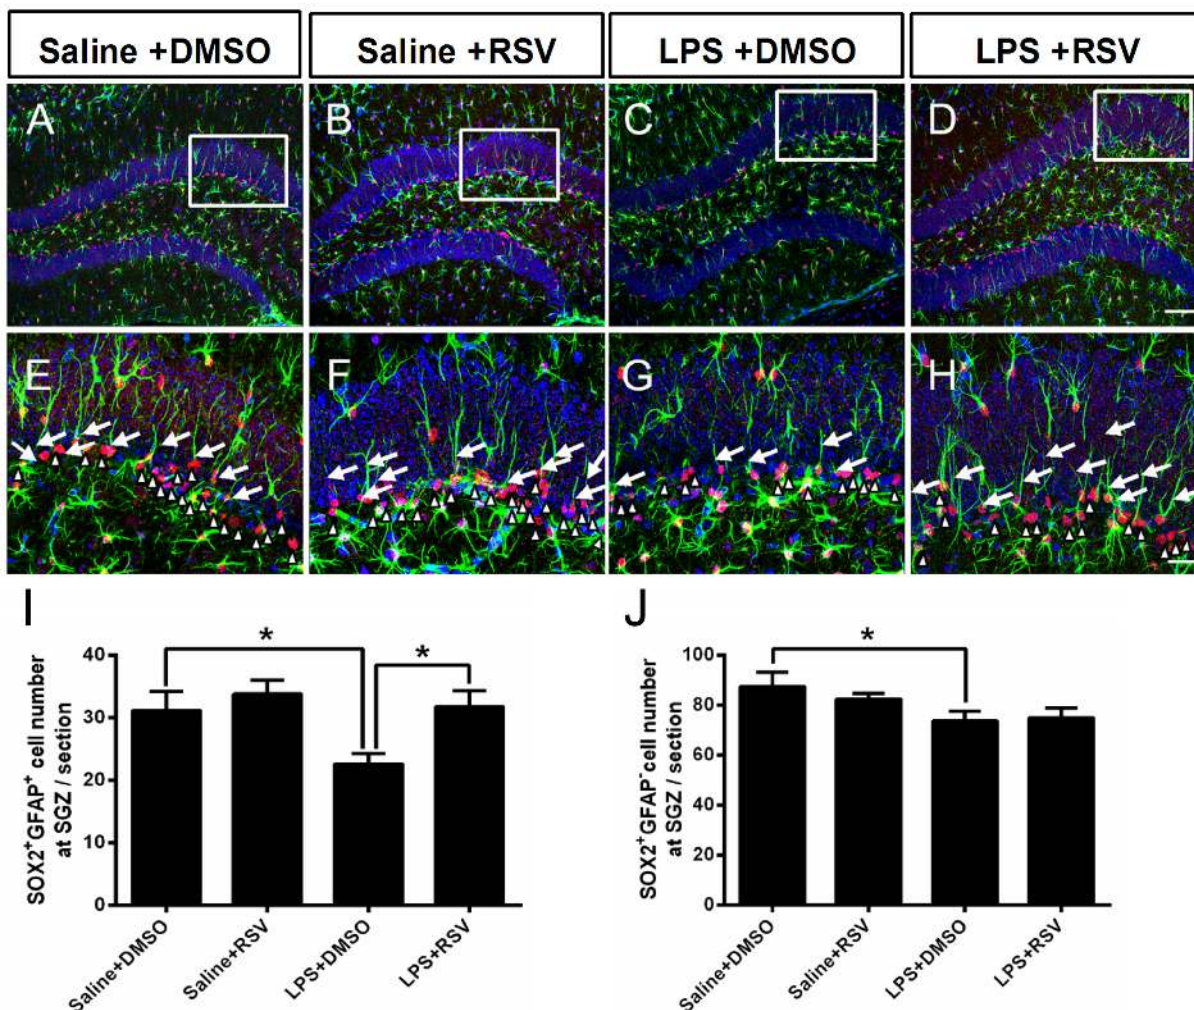 Saline +DMSO
Saline +RSV
LPS +DMSO
LPS +RSV
A
B
C
D
E
F
G
H
I
SOX2⁺GFAP⁺ cell number
at SGZ / section
40
30
20
10
0
*
*
Saline+DMSO
Saline+RSV
LPS+DMSO
LPS+RSV
J
SOX2⁺GFAP⁻cell number
at SGZ / section
100
80
60
40
20
0
*
Saline+DMSO
Saline+RSV
LPS+DMSO
LPS+RSV